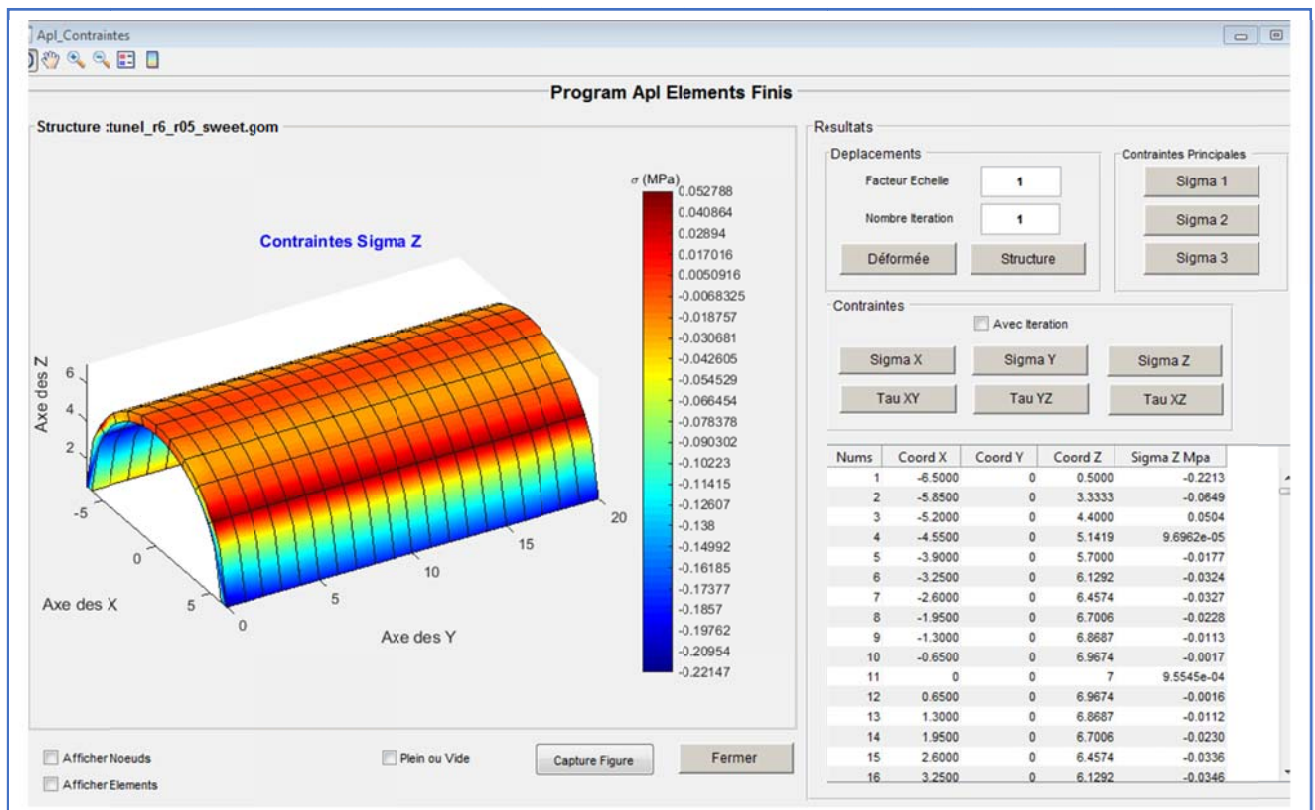 Apl_Contraintes
Program Apl Elements Finis
Structure :tunel_r6_r05_sweet.gom
Contraintes Sigma Z
σ (MPa)
0.052788
0.040864
0.02894
0.017016
0.0050916
-0.0068325
-0.018757
-0.030681
-0.042605
-0.054529
-0.066454
-0.078378
-0.090302
-0.10223
-0.11415
-0.12607
-0.138
-0.14992
-0.16185
-0.17377
-0.1857
-0.19762
-0.20954
-0.22147
Axe des Z
6
4
2
-5
0
5
Axe des X
0
5
10
15
20
Axe des Y
Afficher Noeuds
Afficher Elements
Plein ou Vide
Capture Figure
Fermer
Resultats
Deplacements
Facteur Echelle 1
Nombre Iteration 1
Déformée Structure
Contraintes Principales
Sigma 1
Sigma 2
Sigma 3
Contraintes
Avec Iteration
Sigma X Sigma Y Sigma Z
Tau XY Tau YZ Tau XZ
Nums Coord X Coord Y Coord Z Sigma Z Mpa
1 -6.5000 0 0.5000 -0.2213
2 -5.8500 0 3.3333 -0.0649
3 -5.2000 0 4.4000 0.0504
4 -4.5500 0 5.1419 9.6962e-05
5 -3.9000 0 5.7000 -0.0177
6 -3.2500 0 6.1292 -0.0324
7 -2.6000 0 6.4574 -0.0327
8 -1.9500 0 6.7006 -0.0228
9 -1.3000 0 6.8687 -0.0113
10 -0.6500 0 6.9674 -0.0017
11 0 0 7 9.5545e-04
12 0.6500 0 6.9674 -0.0016
13 1.3000 0 6.8687 -0.0112
14 1.9500 0 6.7006 -0.0230
15 2.6000 0 6.4574 -0.0336
16 3.2500 0 6.1292 -0.0346